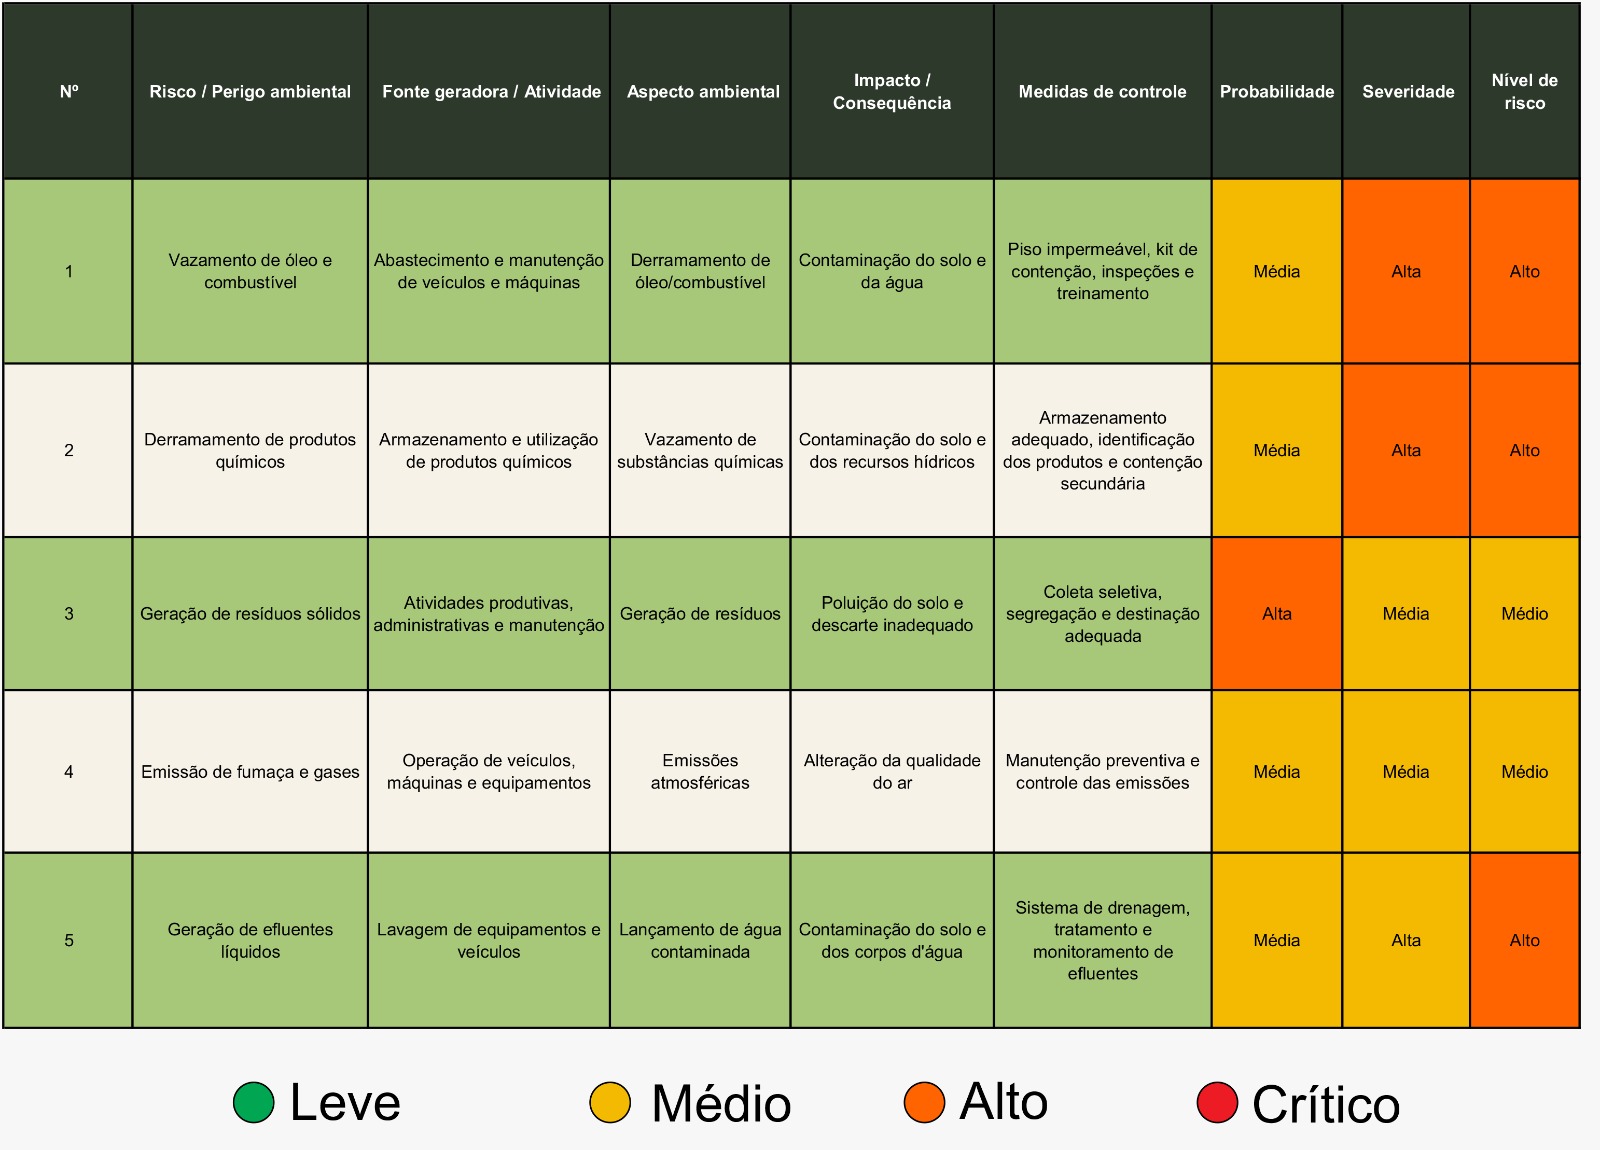 Nº
Risco / Perigo ambiental
Fonte geradora / Atividade
Aspecto ambiental
Impacto /
Consequência
Medidas de controle
Probabilidade
Severidade
Nível de
risco
1
Vazamento de óleo e
combustível
Abastecimento e manutenção
de veículos e máquinas
Derramamento de
óleo/combustível
Contaminação do solo e
da água
Piso impermeável, kit de
contenção, inspeções e
treinamento
Média
Alta
Alto
2
Derramamento de produtos
químicos
Armazenamento e utilização
de produtos químicos
Vazamento de
substâncias químicas
Contaminação do solo e
dos recursos hídricos
Armazenamento
adequado, identificação
dos produtos e contenção
secundária
Média
Alta
Alto
3
Geração de resíduos sólidos
Atividades produtivas,
administrativas e manutenção
Geração de resíduos
Poluição do solo e
descarte inadequado
Coleta seletiva,
segregação e destinação
adequada
Alta
Média
Médio
4
Emissão de fumaça e gases
Operação de veículos,
máquinas e equipamentos
Emissões
atmosféricas
Alteração da qualidade
do ar
Manutenção preventiva e
controle das emissões
Média
Média
Médio
5
Geração de efluentes
líquidos
Lavagem de equipamentos e
veículos
Lançamento de água
contaminada
Contaminação do solo e
dos corpos d'água
Sistema de drenagem,
tratamento e
monitoramento de
efluentes
Média
Alta
Alto
Leve
Médio
Alto
Crítico